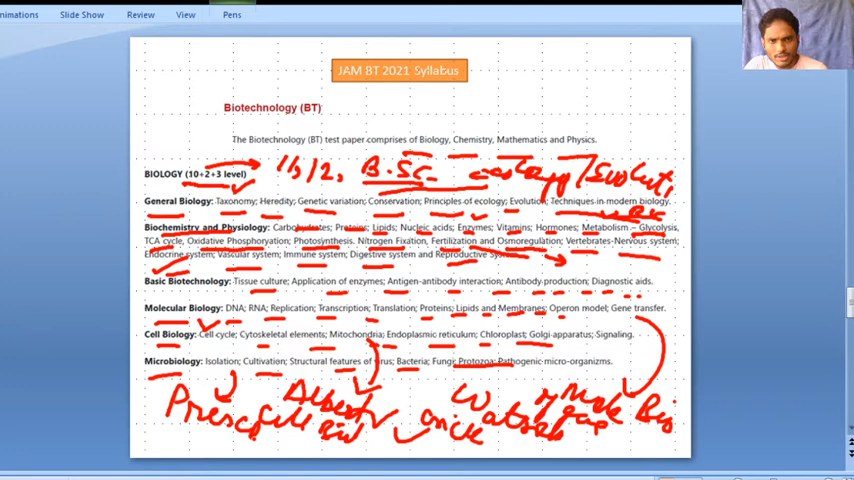 nimations Slide Show Review View Pens
JAM BT 2021 Syllabus
Biotechnology (BT)
The Biotechnology (BT) test paper comprises of Biology, Chemistry, Mathematics and Physics.
BIOLOGY (10+2+3 level) 11, 12, B.SC
General Biology: Taxonomy; Heredity; Genetic variation; Conservation; Principles of ecology; Evolution; Techniques in modern biology.
Biochemistry and Physiology: Carbohydrates; Proteins; Lipids; Nucleic acids; Enzymes; Vitamins; Hormones; Metabolism – Glycolysis,
TCA cycle, Oxidative Phosphoryation; Photosynthesis. Nitrogen Fixation, Fertilization and Osmoregulation; Vertebrates-Nervous system;
Endocrine system; Vascular system; Immune system; Digestive system and Reproductive System.
Basic Biotechnology: Tissue culture; Application of enzymes; Antigen-antibody interaction; Antibody-production; Diagnostic aids.
Molecular Biology: DNA; RNA; Replication; Transcription; Translation; Proteins; Lipids and Membranes; Operon model; Gene transfer.
Cell Biology: Cell cycle; Cytoskeletal elements; Mitochondria; Endoplasmic reticulum; Chloroplast; Golgi apparatus; Signaling.
Microbiology: Isolation; Cultivation; Structural features of virus; Bacteria; Fungi; Protozoa; Pathogenic micro-organisms.